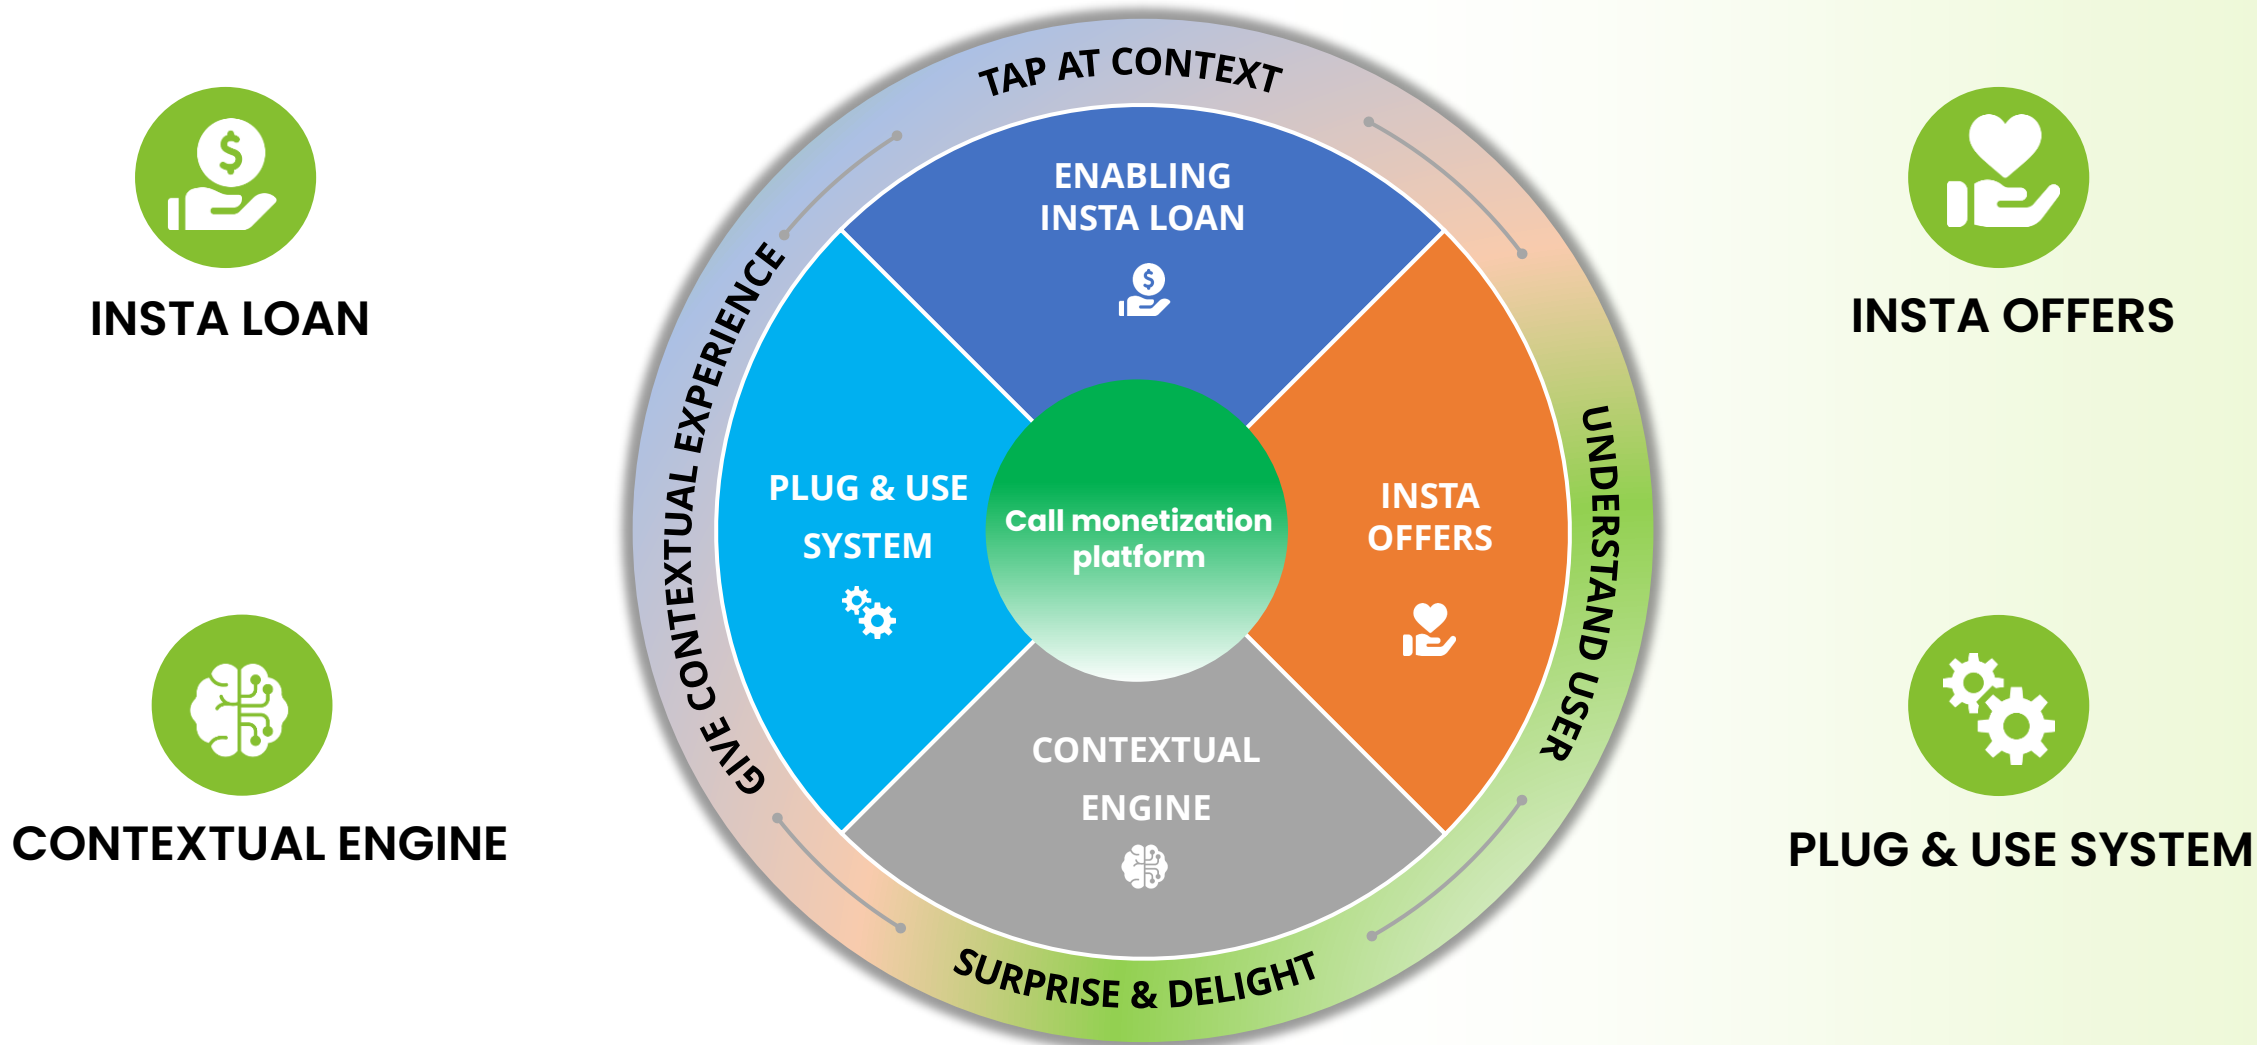 TAP AT CONTEXT
INSTA LOAN
ENABLING
INSTA LOAN
INSTA OFFERS
GIVE CONTEXTUAL EXPERIENCE
PLUG & USE
SYSTEM
Call monetization
platform
INSTA
OFFERS
UNDERSTAND USER
CONTEXTUAL
ENGINE
CONTEXTUAL ENGINE
PLUG & USE SYSTEM
SURPRISE & DELIGHT